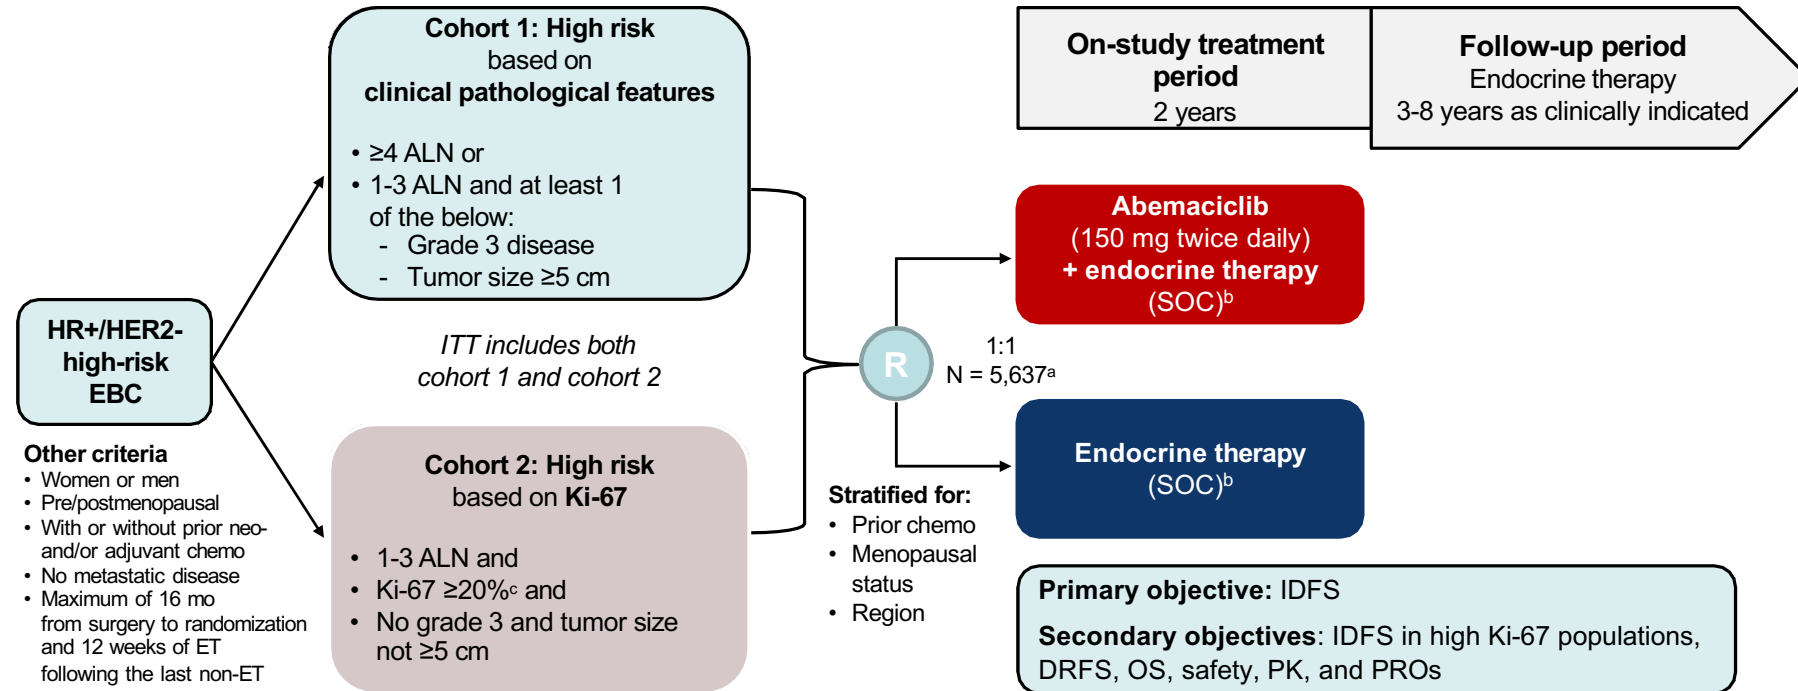 HR+/HER2-
high-risk
EBC
Other criteria
• Women or men
• Pre/postmenopausal
• With or without prior neo-
and/or adjuvant chemo
• No metastatic disease
• Maximum of 16 mo
from surgery to randomization
and 12 weeks of ET
following the last non-ET
Cohort 1: High risk
based on
clinical pathological features
• ≥4 ALN or
• 1-3 ALN and at least 1
of the below:
- Grade 3 disease
- Tumor size ≥5 cm
ITT includes both
cohort 1 and cohort 2
Cohort 2: High risk
based on Ki-67
• 1-3 ALN and
• Ki-67 ≥20%ᶜ and
• No grade 3 and tumor size
not ≥5 cm
R
1:1
N = 5,637ᵃ
Stratified for:
• Prior chemo
• Menopausal
status
• Region
On-study treatment
period
2 years
Follow-up period
Endocrine therapy
3-8 years as clinically indicated
Abemaciclib
(150 mg twice daily)
+ endocrine therapy
(SOC)ᵇ
Endocrine therapy
(SOC)ᵇ
Primary objective: IDFS
Secondary objectives: IDFS in high Ki-67 populations,
DRFS, OS, safety, PK, and PROs